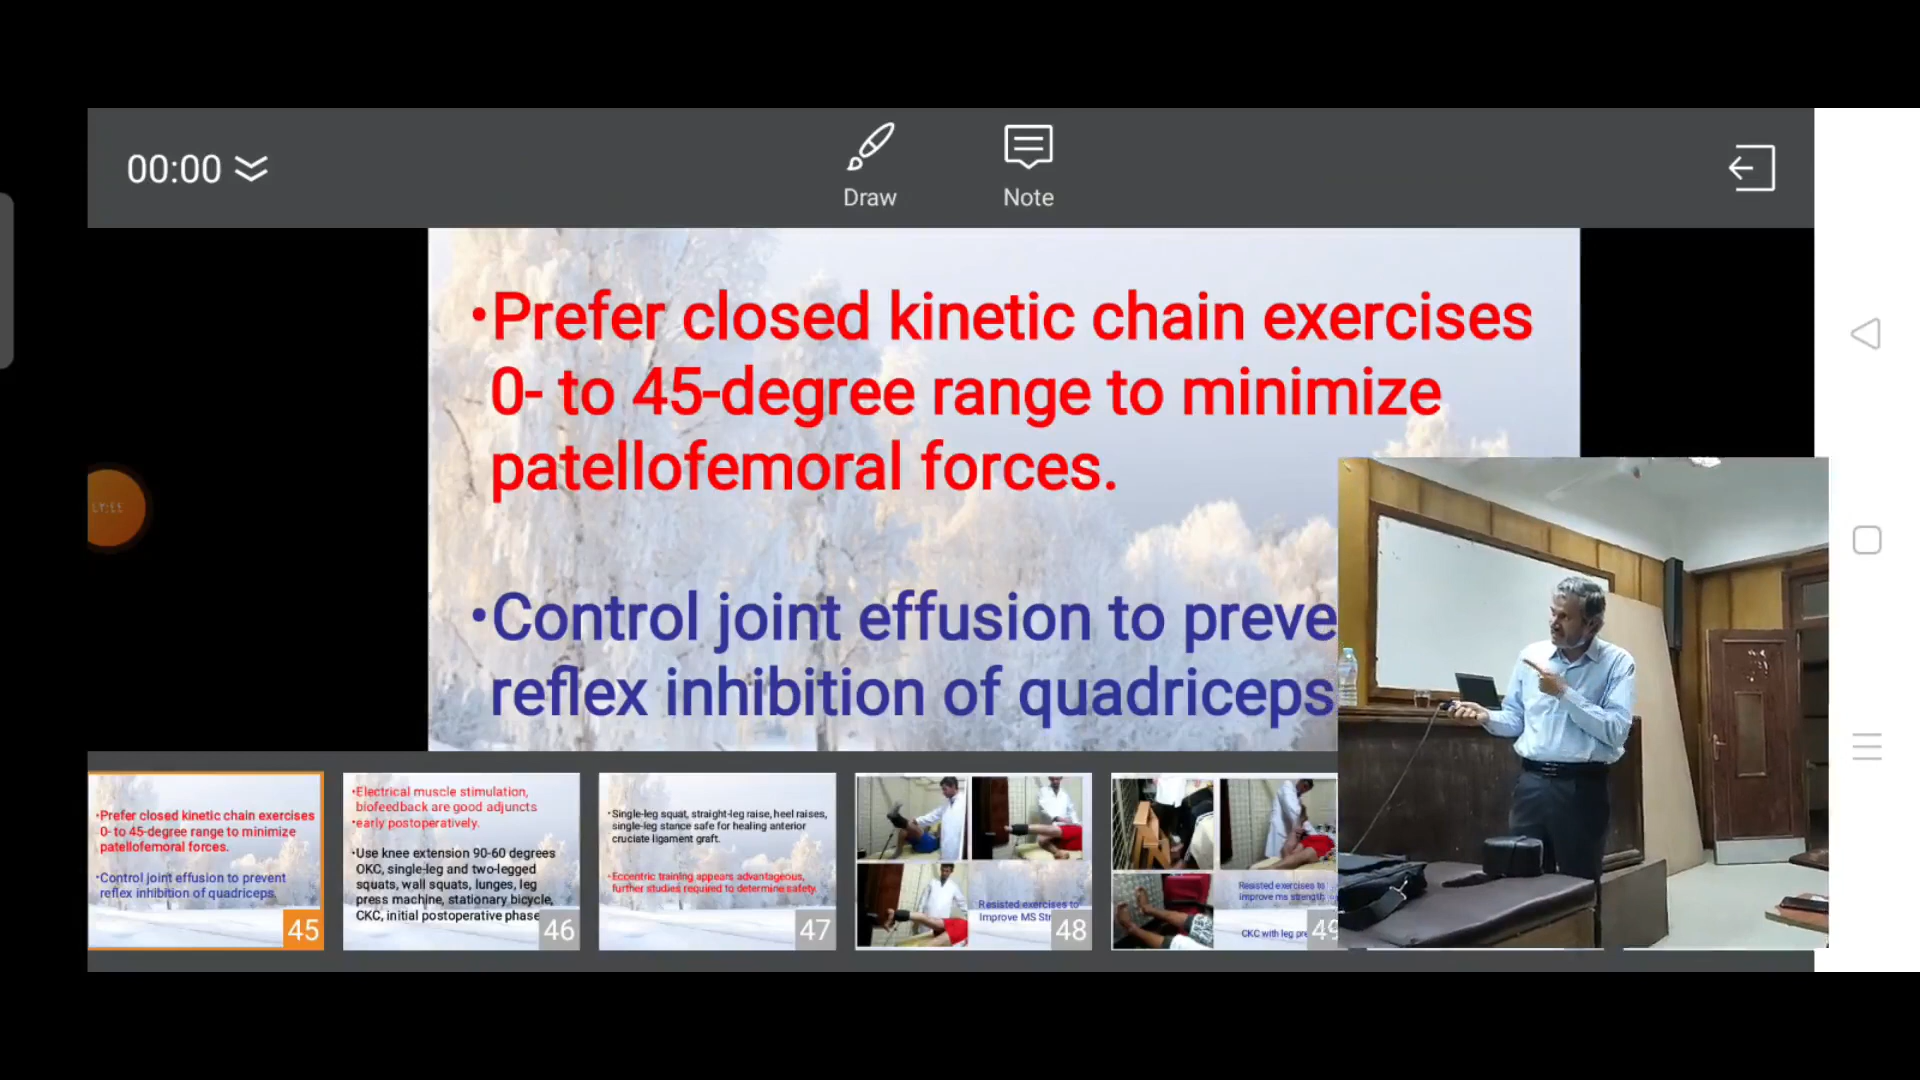 00:00
Draw
Note
•Prefer closed kinetic chain exercises
0- to 45-degree range to minimize
patellofemoral forces.
•Control joint effusion to preve
reflex inhibition of quadriceps
•Prefer closed kinetic chain exercises
0- to 45-degree range to minimize
patellofemoral forces.
•Control joint effusion to prevent
reflex inhibition of quadriceps.
45
•Electrical muscle stimulation,
biofeedback are good adjuncts
•early postoperatively.
•Use knee extension 90-60 degrees
OKC, single-leg and two-legged
squats, wall squats, lunges, leg
press machine, stationary bicycle,
CKC, initial postoperative phase
46
•Single-leg squat, straight-leg raise, heel raises,
single-leg stance safe for healing anterior
cruciate ligament graft.
•Eccentric training appears advantageous,
further studies required to determine safety.
47
Resisted exercises to
Improve MS Str
48
Resisted exercises to
improve ms strength
CKC with leg pre
49